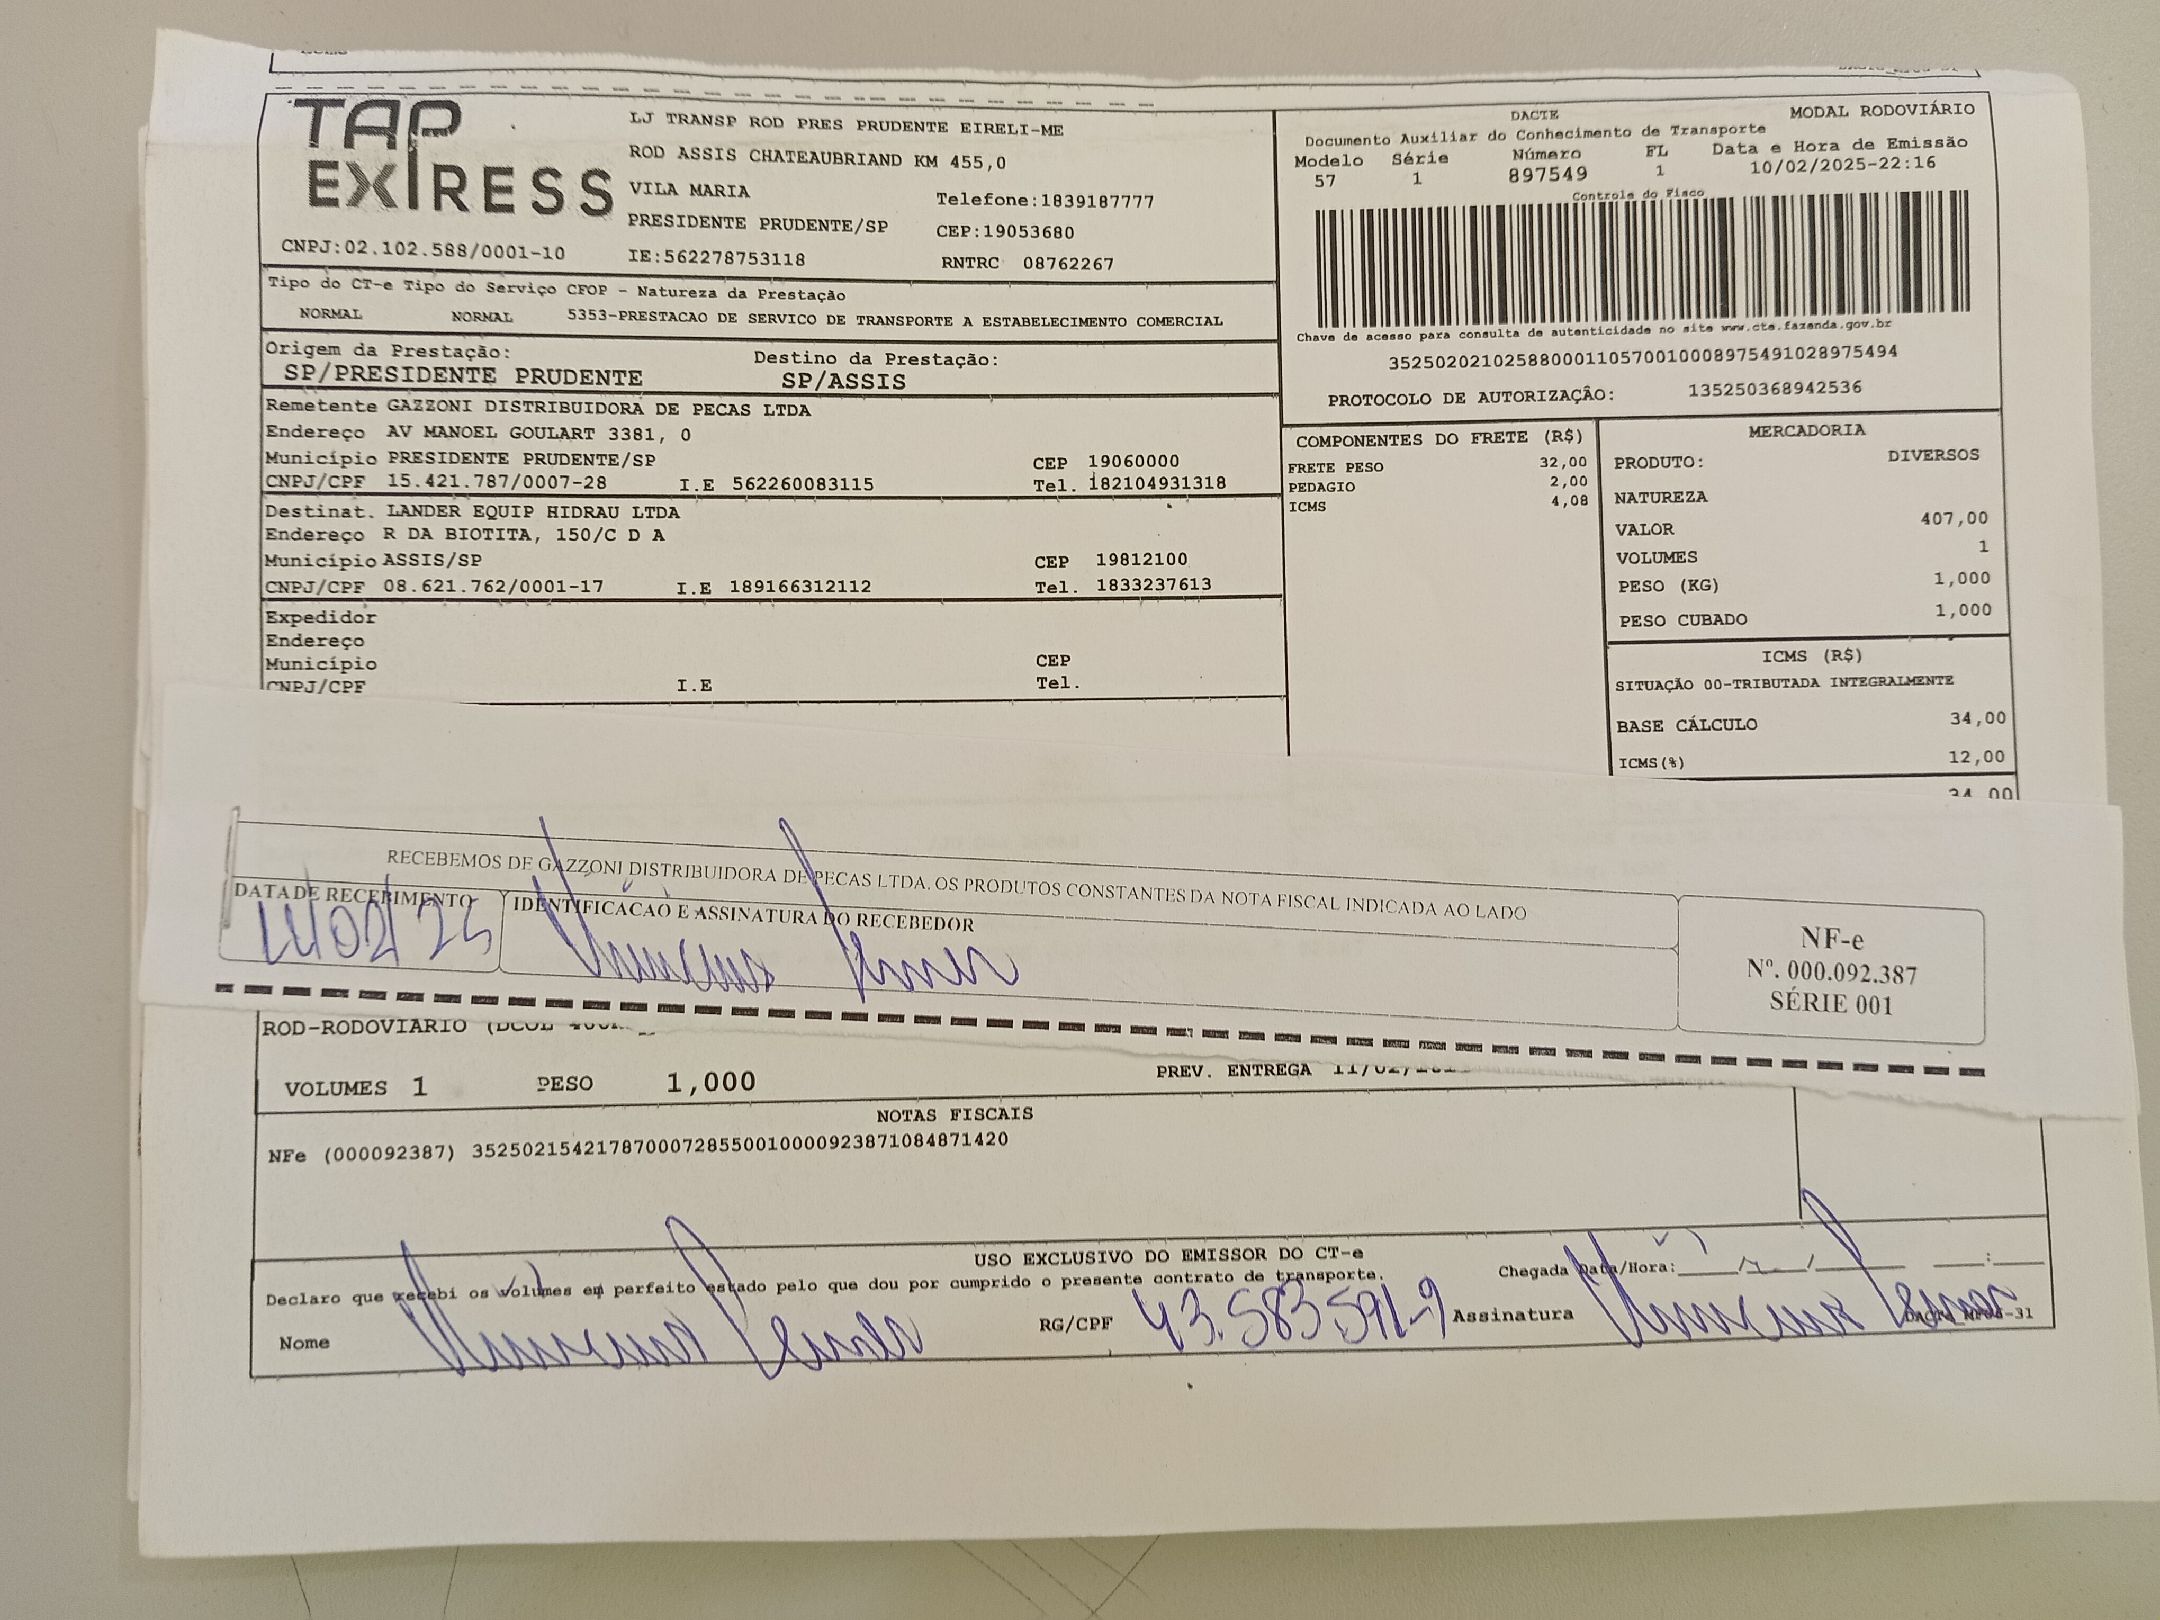 TAP
EXPRESS
CNPJ:02.102.588/0001-10
LJ TRANSP ROD PRES PRUDENTE EIRELI-ME
ROD ASSIS CHATEAUBRIAND KM 455,0
VILA MARIA Telefone:1839187777
PRESIDENTE PRUDENTE/SP CEP:19053680
IE:562278753118 RNTRC 08762267
DACTE MODAL RODOVIÁRIO
Documento Auxiliar do Conhecimento de Transporte
Modelo Série Número FL Data e Hora de Emissão
57 1 897549 1 10/02/2025-22:16
Controle do Fisco
Chave de acesso para consulta de autenticidade no site www.cte.fazenda.gov.br
35250202102588000110570010008975491028975494
PROTOCOLO DE AUTORIZAÇÂO: 135250368942536
Tipo do CT-e Tipo do Serviço CFOP - Natureza da Prestação
NORMAL NORMAL 5353-PRESTACAO DE SERVICO DE TRANSPORTE A ESTABELECIMENTO COMERCIAL
Origem da Prestação: Destino da Prestação:
SP/PRESIDENTE PRUDENTE SP/ASSIS
Remetente GAZZONI DISTRIBUIDORA DE PECAS LTDA
Endereço AV MANOEL GOULART 3381, 0
Município PRESIDENTE PRUDENTE/SP CEP 19060000
CNPJ/CPF 15.421.787/0007-28 I.E 562260083115 Tel. 182104931318
Destinat. LANDER EQUIP HIDRAU LTDA
Endereço R DA BIOTITA, 150/C D A
Município ASSIS/SP CEP 19812100
CNPJ/CPF 08.621.762/0001-17 I.E 189166312112 Tel. 1833237613
Expedidor
Endereço
Município CEP
CNPJ/CPF I.E Tel.
COMPONENTES DO FRETE (R$)
FRETE PESO 32,00
PEDAGIO 2,00
ICMS 4,08
MERCADORIA
PRODUTO: DIVERSOS
NATUREZA
VALOR 407,00
VOLUMES 1
PESO (KG) 1,000
PESO CUBADO 1,000
ICMS (R$)
SITUAÇÃO 00-TRIBUTADA INTEGRALMENTE
BASE CÁLCULO 34,00
ICMS(%) 12,00
34,00
RECEBEMOS DE GAZZONI DISTRIBUIDORA DE PECAS LTDA. OS PRODUTOS CONSTANTES DA NOTA FISCAL INDICADA AO LADO
DATA DE RECEBIMENTO IDENTIFICACÃO E ASSINATURA DO RECEBEDOR
11/02/25
NF-e
Nº. 000.092.387
SÉRIE 001
ROD-RODOVIARIO
VOLUMES 1 PESO 1,000 PREV. ENTREGA
NOTAS FISCAIS
NFe (000092387) 35250215421787000728550010000923871084871420
USO EXCLUSIVO DO EMISSOR DO CT-e
Declaro que recebi os volumes em perfeito estado pelo que dou por cumprido o presente contrato de transporte. Chegada Data/Hora:
Nome RG/CPF 43.583.591-9 Assinatura